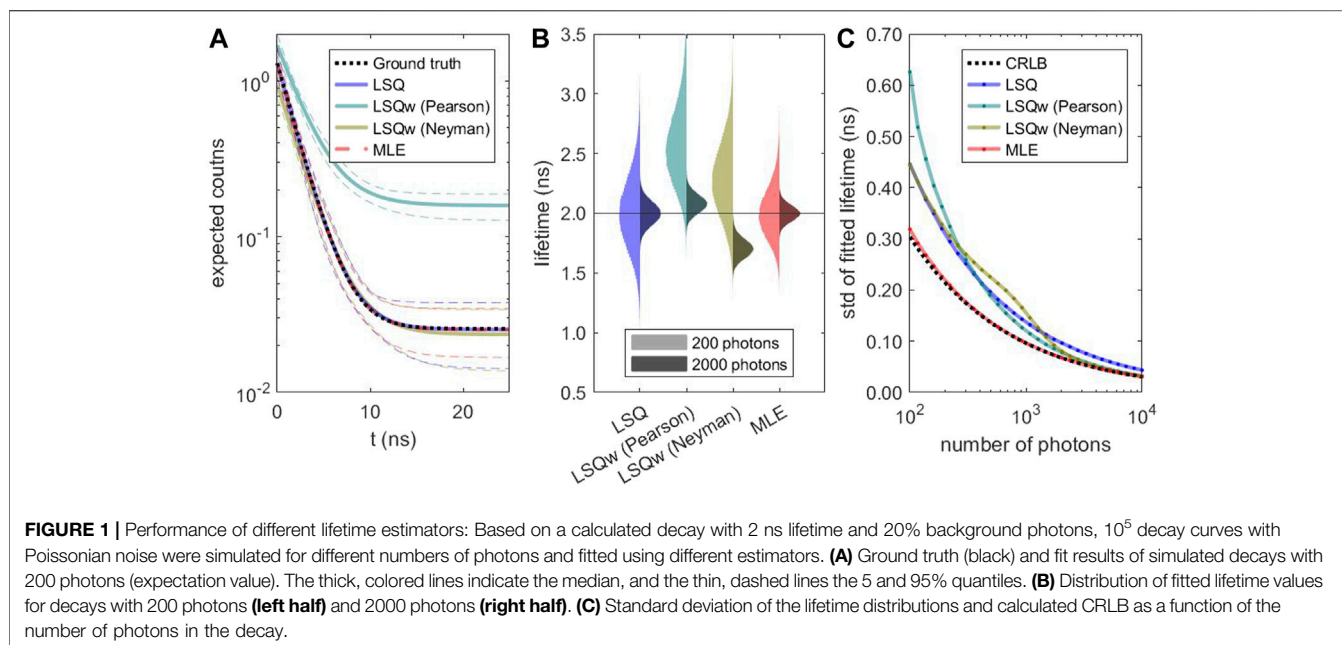 A
10^0
10^-1
10^-2
expected coutns
0
10
20
t (ns)
Ground truth
LSQ
LSQw (Pearson)
LSQw (Neyman)
MLE
B
3.5
3.0
2.5
2.0
1.5
1.0
0.5
lifetime (ns)
200 photons
2000 photons
LSQ
LSQw (Pearson)
LSQw (Neyman)
MLE
C
0.70
0.60
0.50
0.40
0.30
0.20
0.10
0.00
std of fitted lifetime (ns)
CRLB
LSQ
LSQw (Pearson)
LSQw (Neyman)
MLE
10^2
10^3
10^4
number of photons
FIGURE 1 | Performance of different lifetime estimators: Based on a calculated decay with 2 ns lifetime and 20% background photons, 10^5 decay curves with
Poissonian noise were simulated for different numbers of photons and fitted using different estimators. (A) Ground truth (black) and fit results of simulated decays with
200 photons (expectation value). The thick, colored lines indicate the median, and the thin, dashed lines the 5 and 95% quantiles. (B) Distribution of fitted lifetime values
for decays with 200 photons (left half) and 2000 photons (right half). (C) Standard deviation of the lifetime distributions and calculated CRLB as a function of the
number of photons in the decay.